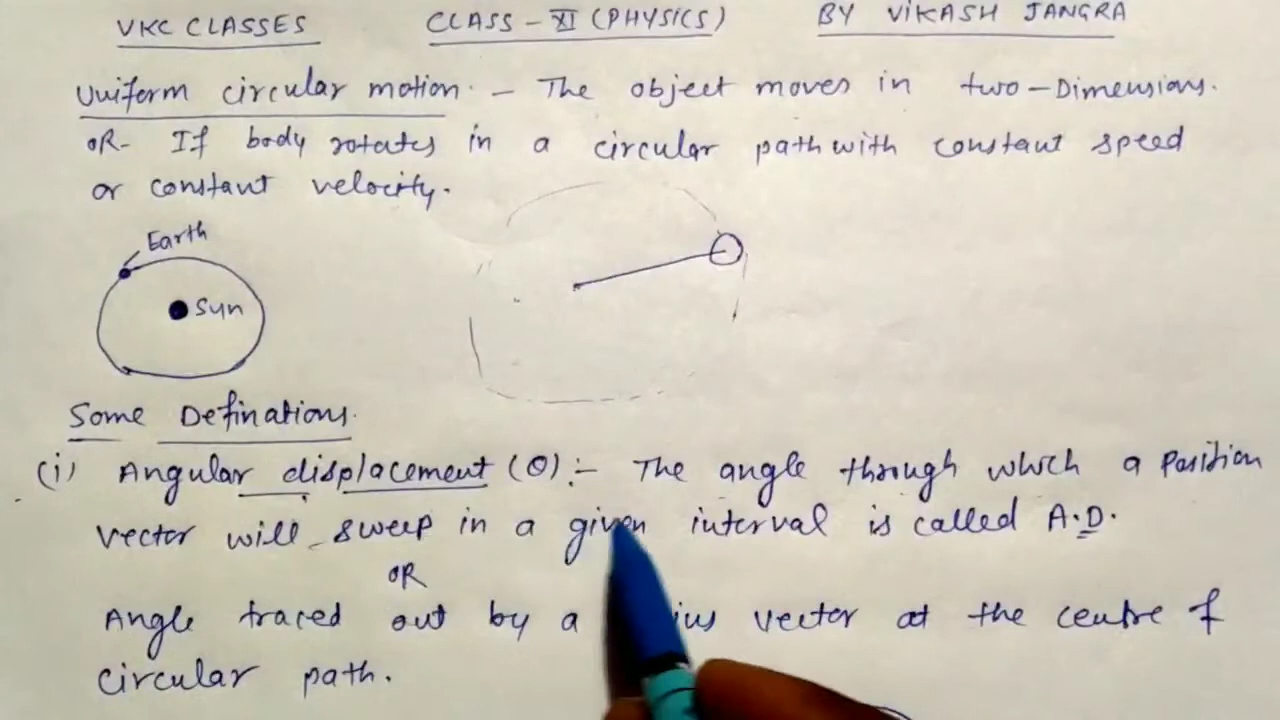 VKC CLASSES CLASS - XI (PHYSICS) BY VIKASH JANGRA
Uniform circular motion. - The object moves in two-Dimensions.
OR- If body rotates in a circular path with constant speed
or constant velocity.
Earth
Sun
Some Definations.
(i) Angular displacement (θ):- The angle through which a Position
vector will sweep in a given interval is called A.D.
OR
Angle traced out by a vector at the centre of
circular path.